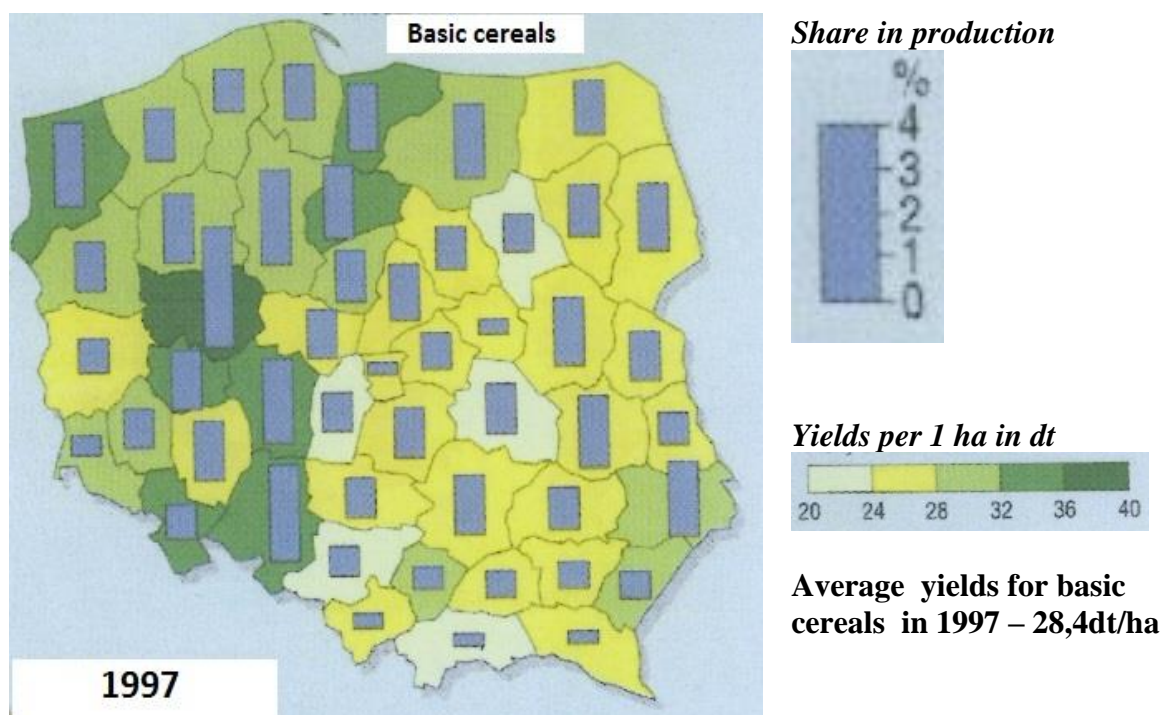 Basic cereals
1997
Share in production
%
4
3
2
1
0
Yields per 1 ha in dt
20 24 28 32 36 40
Average yields for basic
cereals in 1997 – 28,4dt/ha